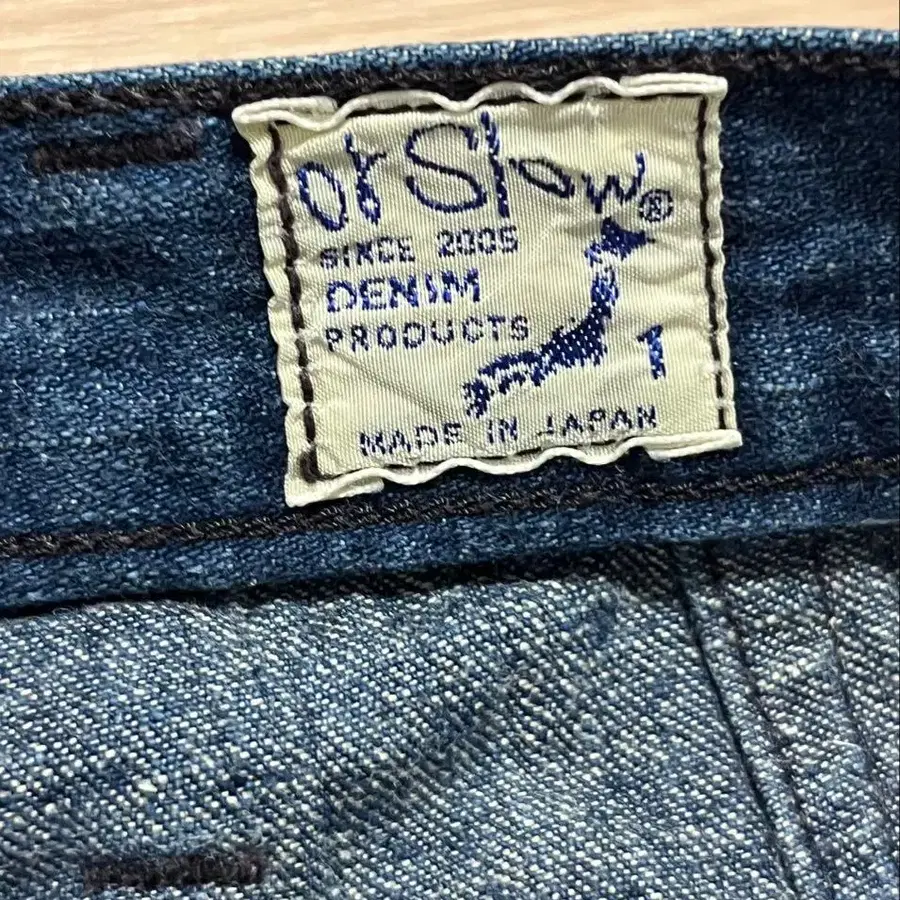 orSlow®
SINCE 2005
DENIM
PRODUCTS
1
MADE IN JAPAN